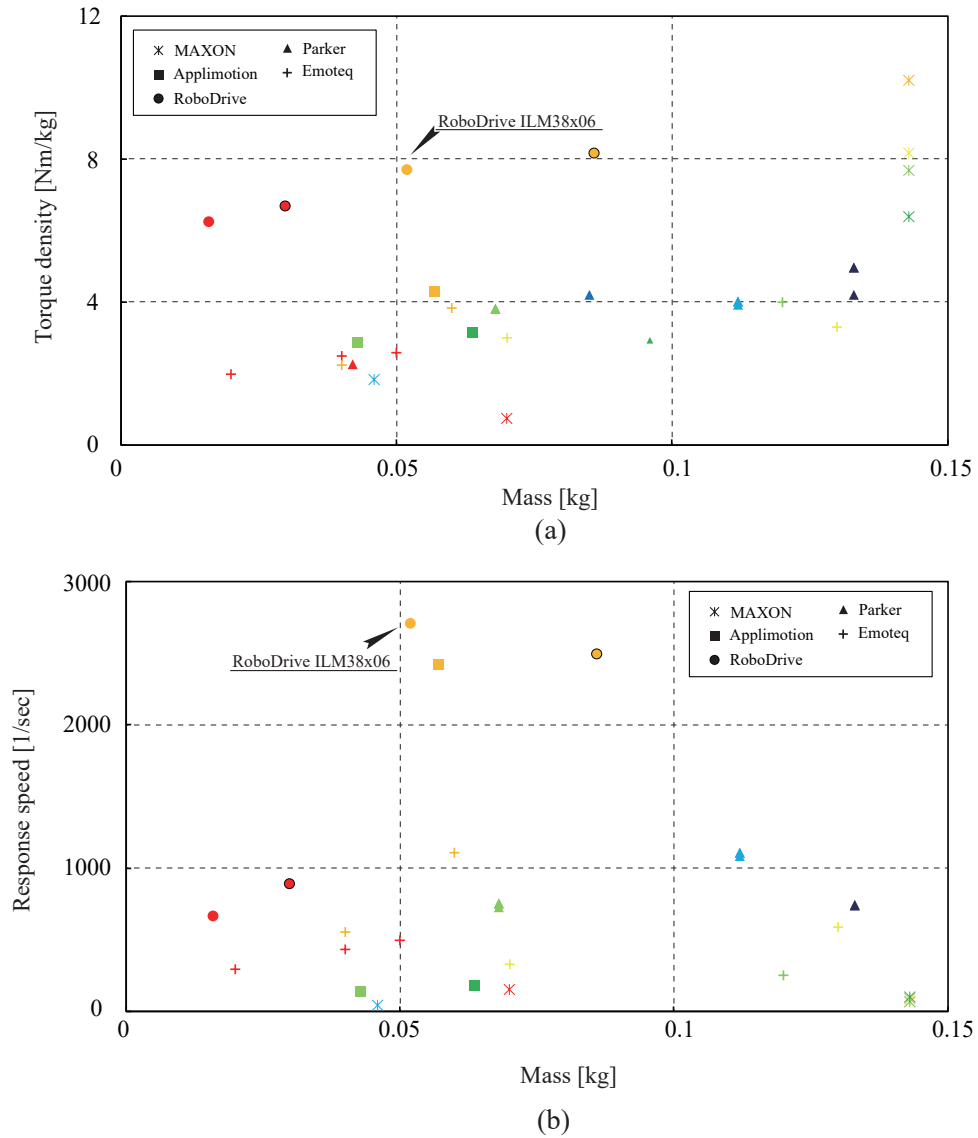 12
MAXON
Parker
Applimotion
Emoteq
RoboDrive
RoboDrive ILM38x06
8
Torque density [Nm/kg]
4
0
0
0.05
0.1
0.15
Mass [kg]
(a)
3000
MAXON
Parker
Applimotion
Emoteq
RoboDrive
RoboDrive ILM38x06
2000
Response speed [1/sec]
1000
0
0
0.05
0.1
0.15
Mass [kg]
(b)